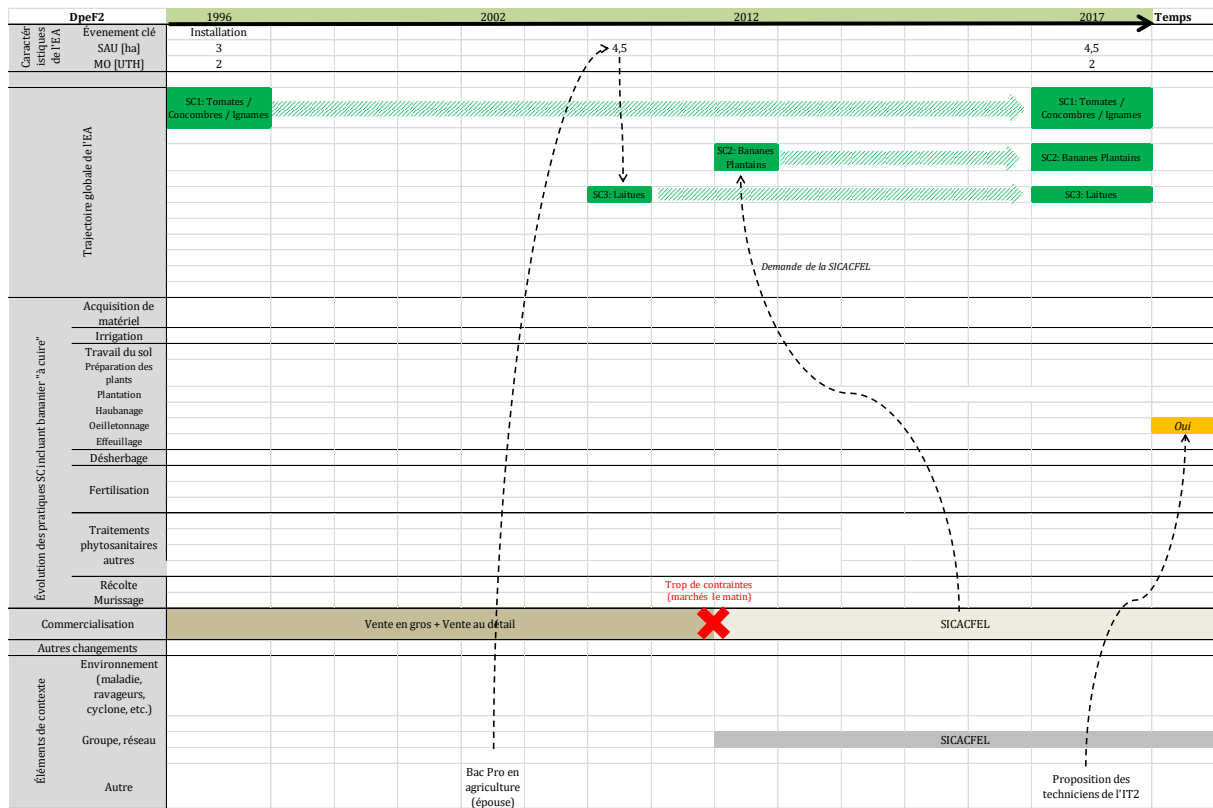 DpeF2 1996 2002 2012 2017 Temps
Caractér
istiques
de l'EA
Évenement clé Installation
SAU [ha] 3 4,5 4,5
MO [UTH] 2 2
Trajectoire globale de l'EA
SC1: Tomates /
Concombres / Ignames
SC1: Tomates /
Concombres / Ignames
SC2: Bananes
Plantains
SC2: Bananes Plantains
SC3: Laitues
SC3: Laitues
Demande de la SICACFEL
Évolution des pratiques SC incluant bananier "à cuire"
Acquisition de
matériel
Irrigation
Travail du sol
Préparation des
plants
Plantation
Haubanage
Oeilletonnage Oui
Effeuillage
Désherbage
Fertilisation
Traitements
phytosanitaires
autres
Récolte
Murissage
Trop de contraintes
(marchés le matin)
Commercialisation Vente en gros + Vente au détail SICACFEL
Autres changements
Éléments de contexte
Environnement
(maladie,
ravageurs,
cyclone, etc.)
Groupe, réseau SICACFEL
Autre
Bac Pro en
agriculture
(épouse)
Proposition des
techniciens de l'IT2